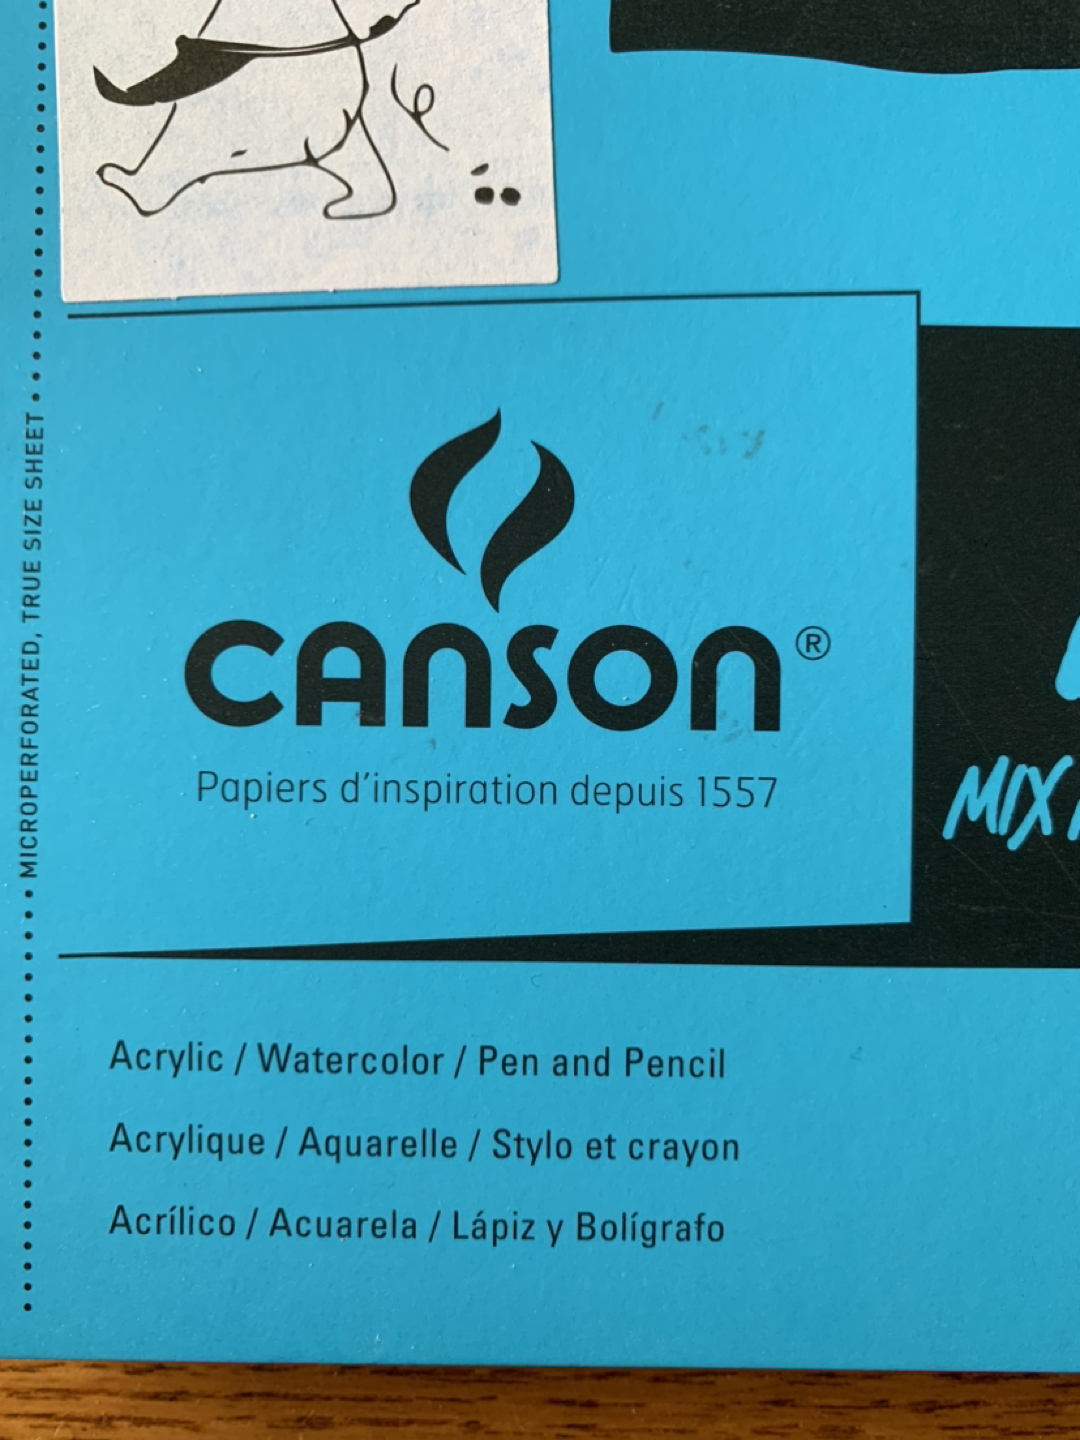 MICROPERFORATED, TRUE SIZE SHEET
CANSON®
Papiers d'inspiration depuis 1557
MIX
Acrylic / Watercolor / Pen and Pencil
Acrylique / Aquarelle / Stylo et crayon
Acrílico / Acuarela / Lápiz y Bolígrafo